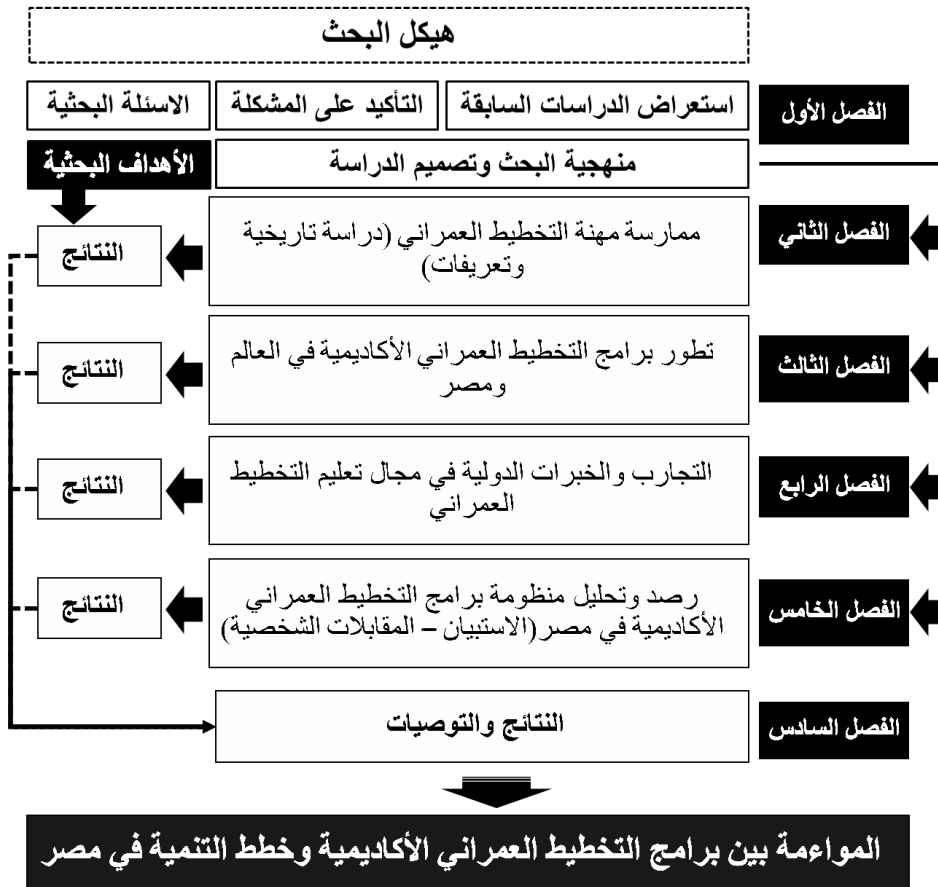 هيكل البحث
الفصل الأول
استعراض الدراسات السابقة
التأكيد على المشكلة
الاسئلة البحثية
منهجية البحث وتصميم الدراسة
الأهداف البحثية
الفصل الثاني
ممارسة مهنة التخطيط العمراني (دراسة تاريخية
وتعريفات)
النتائج
الفصل الثالث
تطور برامج التخطيط العمراني الأكاديمية في العالم
ومصر
النتائج
الفصل الرابع
التجارب والخبرات الدولية في مجال تعليم التخطيط
العمراني
النتائج
الفصل الخامس
رصد وتحليل منظومة برامج التخطيط العمراني
الأكاديمية في مصر(الاستبيان – المقابلات الشخصية)
النتائج
الفصل السادس
النتائج والتوصيات
المواءمة بين برامج التخطيط العمراني الأكاديمية وخطط التنمية في مصر